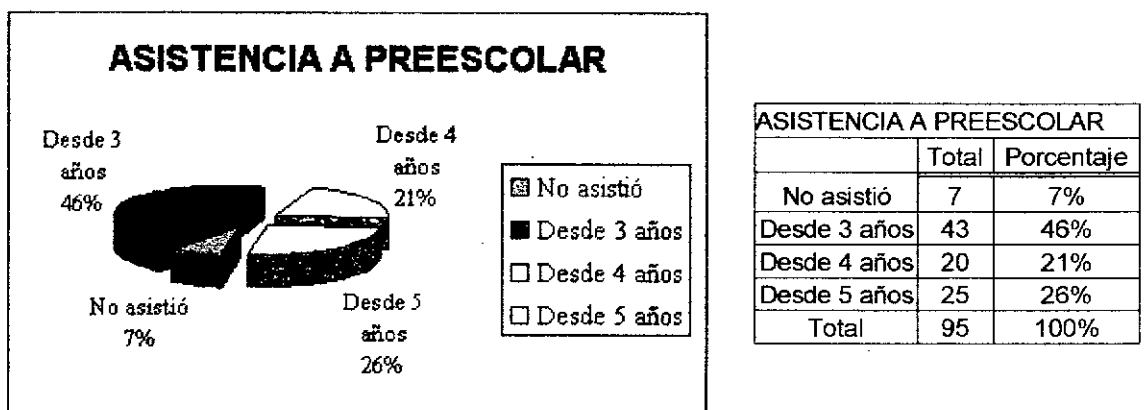 ASISTENCIA A PREESCOLAR
Desde 3
años
46%
Desde 4
años
21%
No asistió
7%
Desde 5
años
26%
No asistió
Desde 3 años
Desde 4 años
Desde 5 años
ASISTENCIA A PREESCOLAR
Total Porcentaje
No asistió 7 7%
Desde 3 años 43 46%
Desde 4 años 20 21%
Desde 5 años 25 26%
Total 95 100%